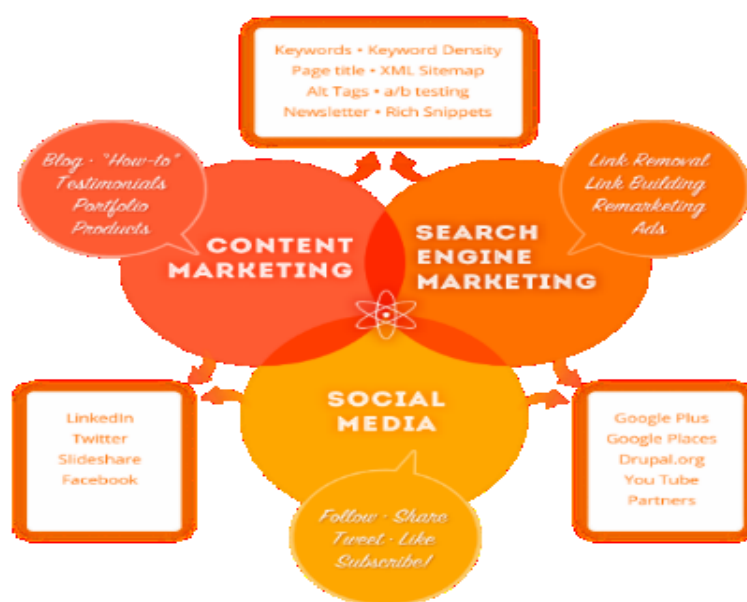 Keywords • Keyword Density
Page title • XML Sitemap
Alt Tags • a/b testing
Newsletter • Rich Snippets
Blog - "How-to"
Testimonials
Portfolio
Products
Link Removal
Link Building
Remarketing
Ads
CONTENT
MARKETING
SEARCH
ENGINE
MARKETING
SOCIAL
MEDIA
LinkedIn
Twitter
Slideshare
Facebook
Google Plus
Google Places
Drupal.org
You Tube
Partners
Follow - Share
Tweet - Like
Subscribe!